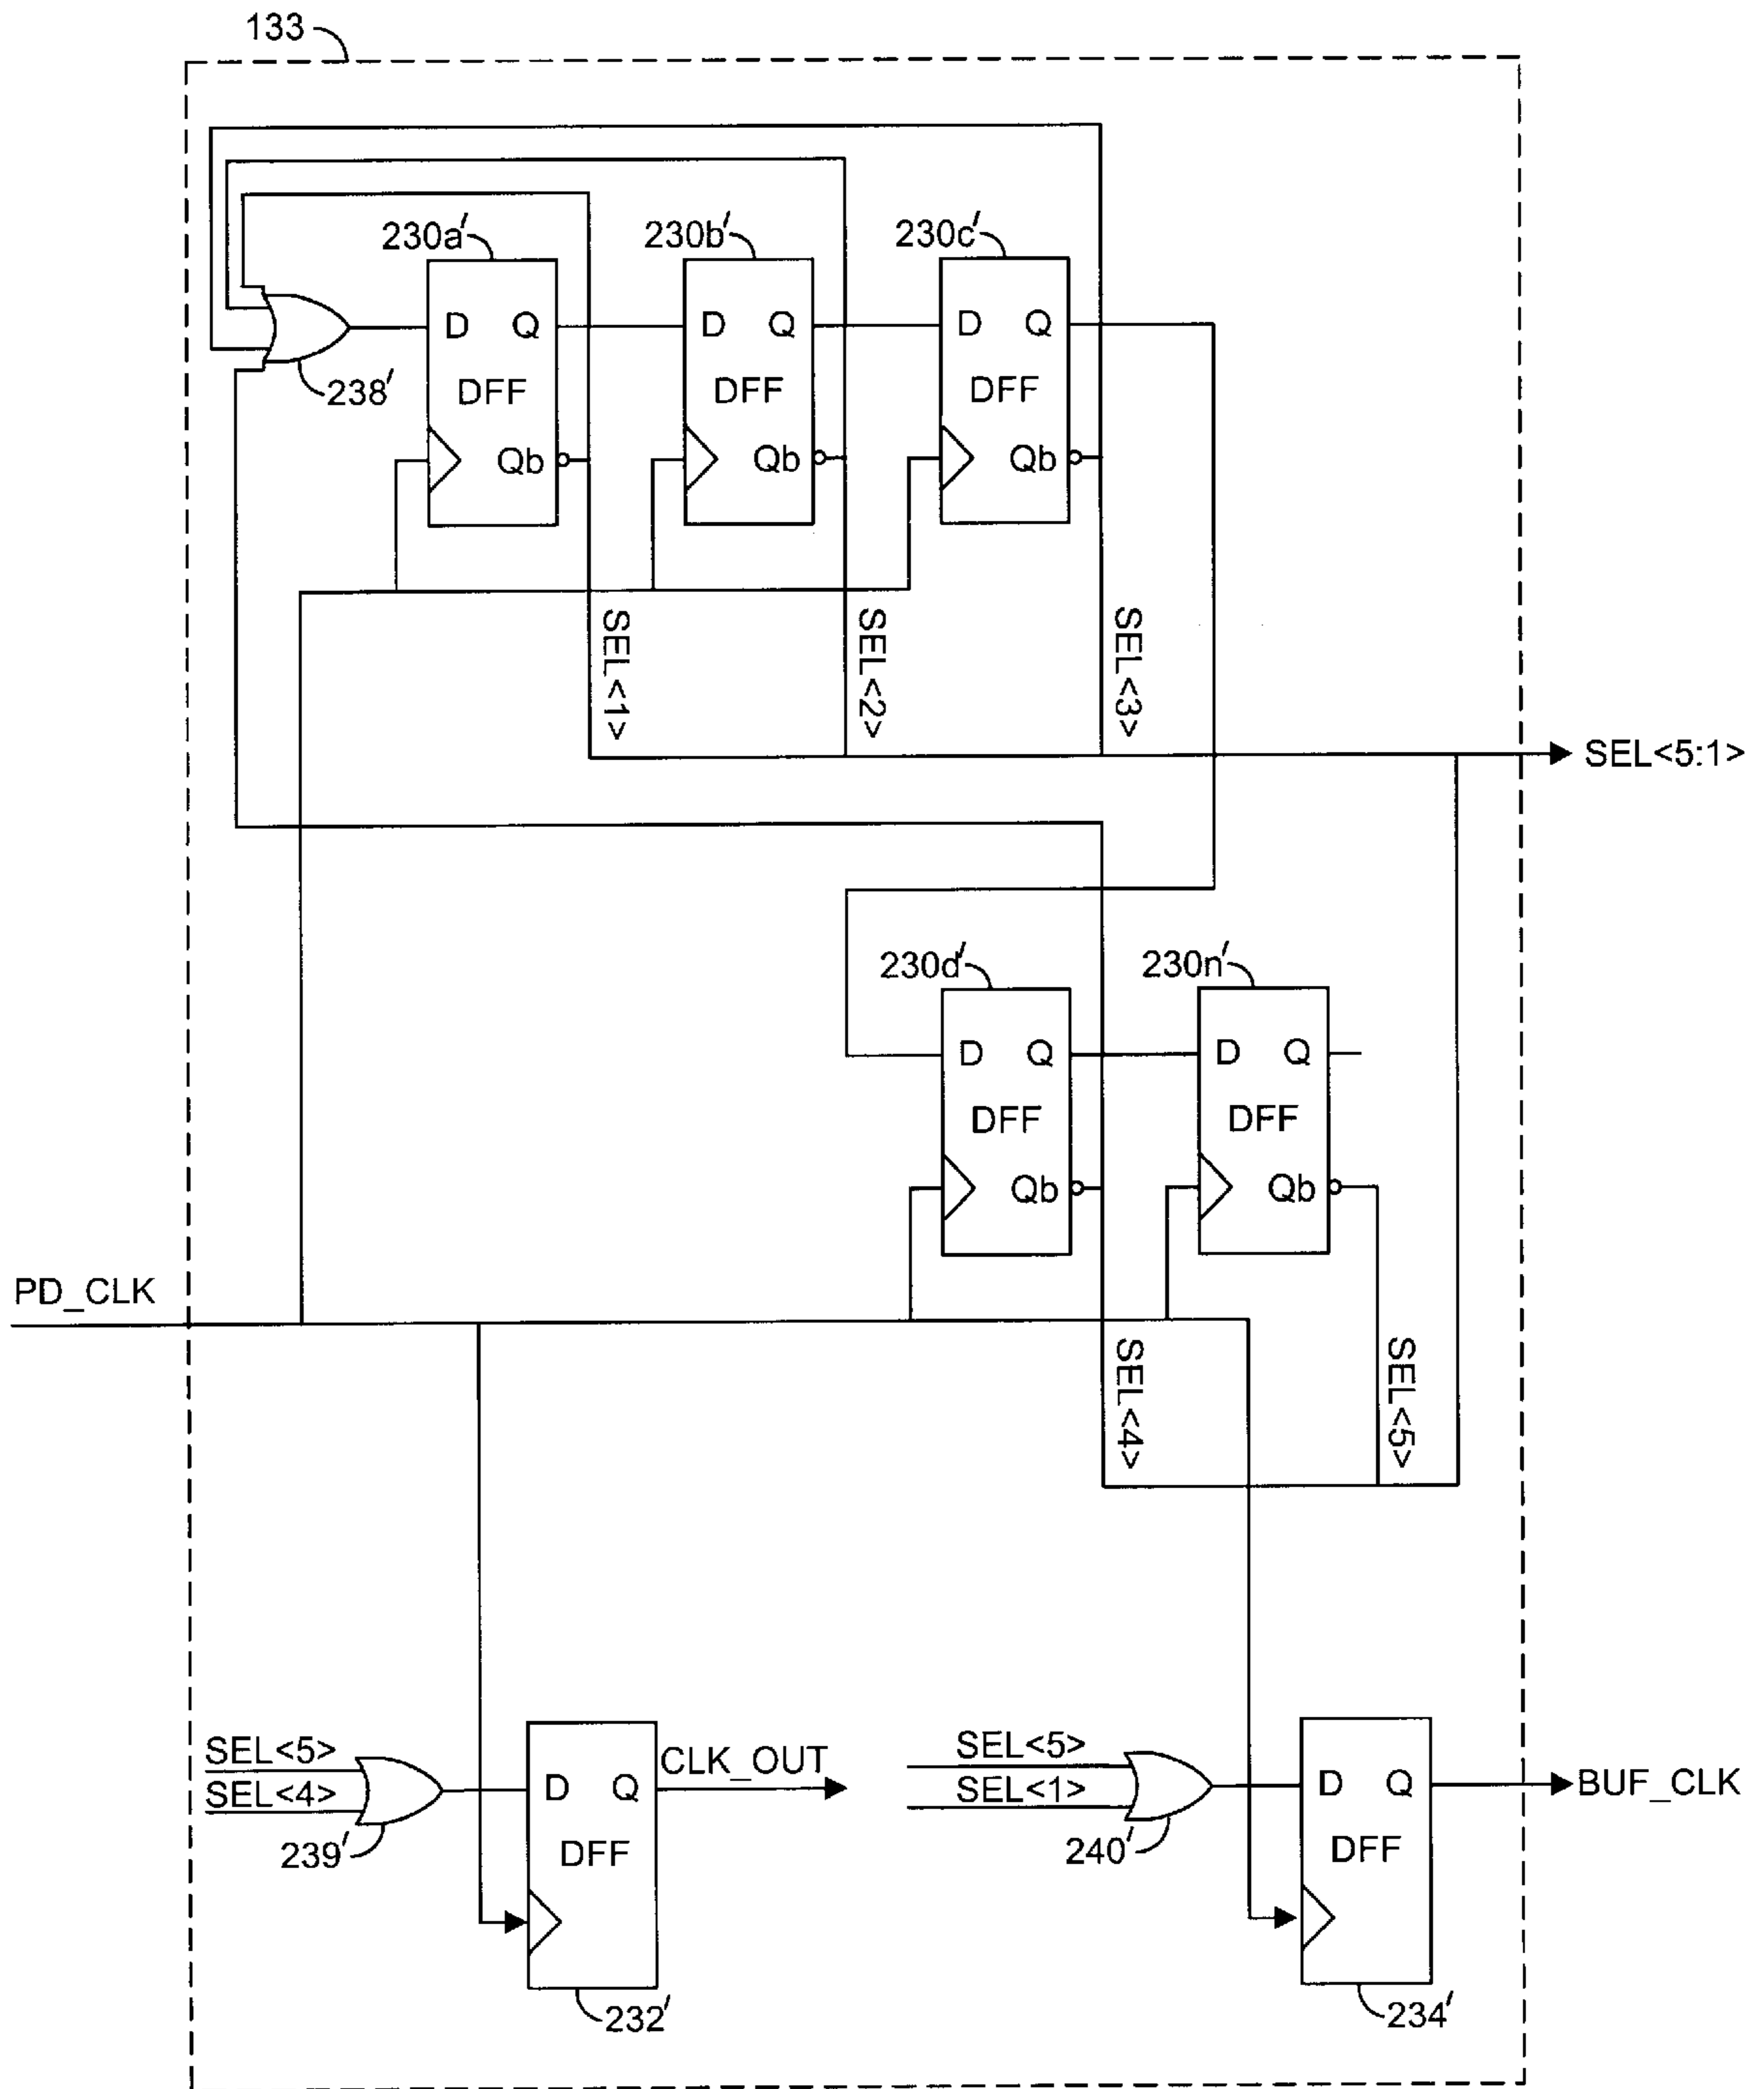 133
230a′
230b′
230c′
D Q
DFF
Qb
D Q
DFF
Qb
D Q
DFF
Qb
238′
SEL<1>
SEL<2>
SEL<3>
SEL<5:1>
230d′
230n′
D Q
DFF
Qb
D Q
DFF
Qb
PD_CLK
SEL<4>
SEL<5>
SEL<5>
SEL<4>
239′
D Q
DFF
CLK_OUT
232′
SEL<5>
SEL<1>
240′
D Q
DFF
BUF_CLK
234′